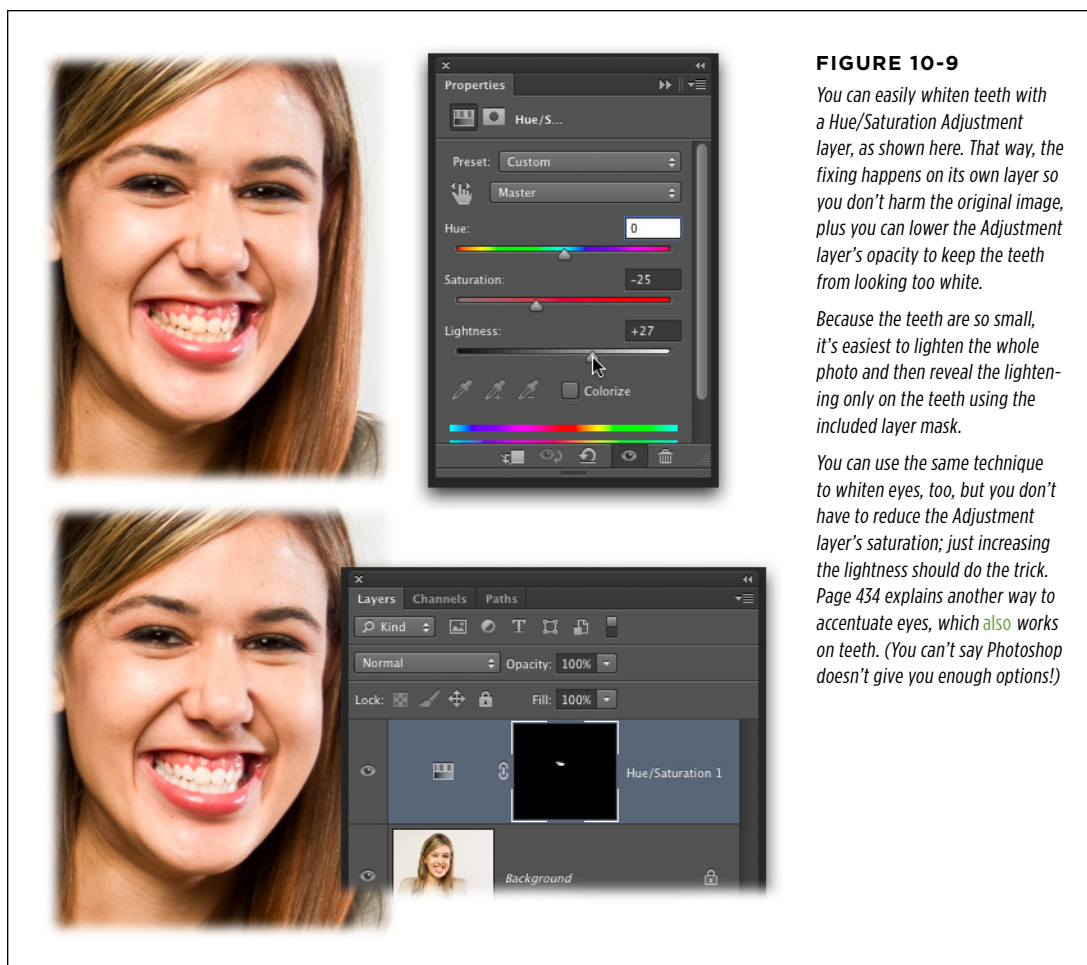 Properties
Hue/S...
Preset: Custom
Master
Hue: 0
Saturation: -25
Lightness: +27
Colorize
Layers Channels Paths
Kind
Normal Opacity: 100%
Lock: Fill: 100%
Hue/Saturation 1
Background
FIGURE 10-9
You can easily whiten teeth with
a Hue/Saturation Adjustment
layer, as shown here. That way, the
fixing happens on its own layer so
you don't harm the original image,
plus you can lower the Adjustment
layer's opacity to keep the teeth
from looking too white.
Because the teeth are so small,
it's easiest to lighten the whole
photo and then reveal the lighten-
ing only on the teeth using the
included layer mask.
You can use the same technique
to whiten eyes, too, but you don't
have to reduce the Adjustment
layer's saturation; just increasing
the lightness should do the trick.
Page 434 explains another way to
accentuate eyes, which also works
on teeth. (You can't say Photoshop
doesn't give you enough options!)